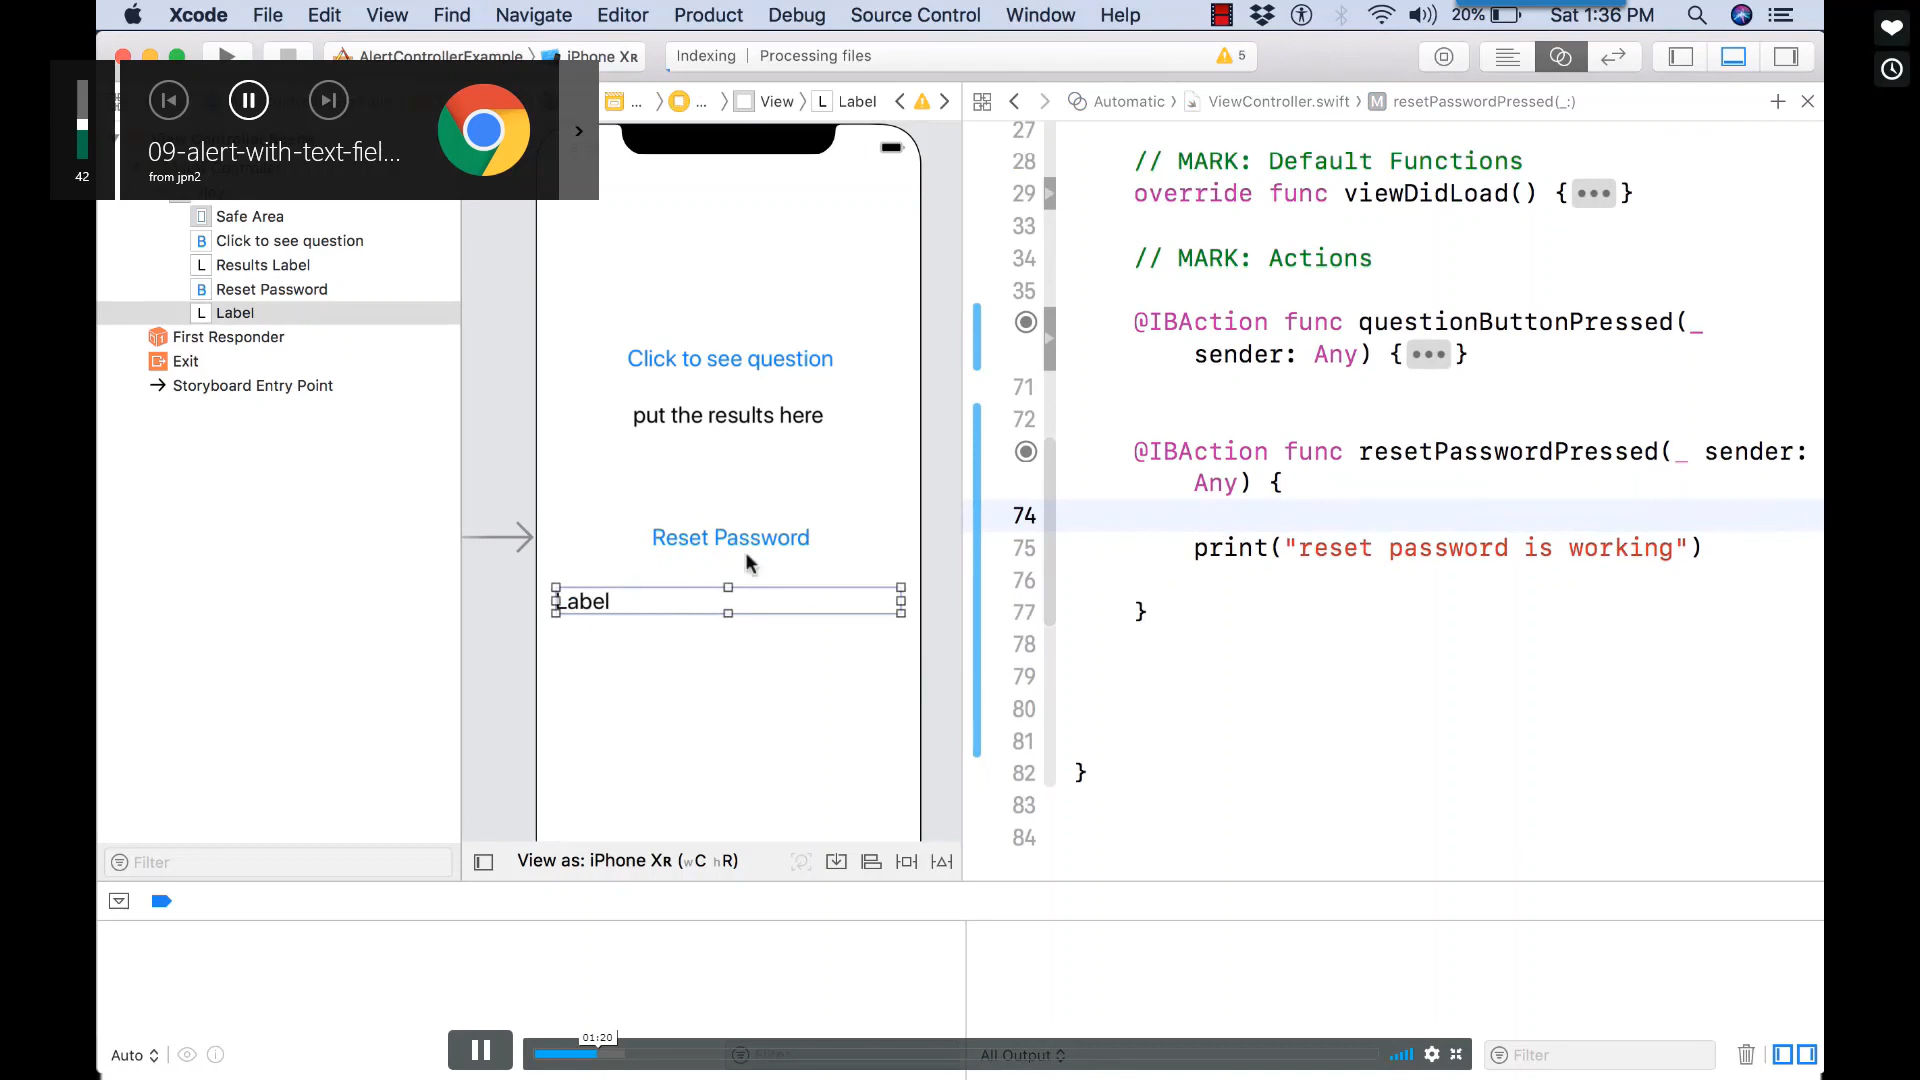 Xcode File Edit View Find Navigate Editor Product Debug Source Control Window Help 20% Sat 1:36 PM
AlertControllerExample iPhone XR Indexing | Processing files 5
09-alert-with-text-fiel...
from jpn2
42
... ... View L Label
Automatic ViewController.swift M resetPasswordPressed(_:)
Safe Area
B Click to see question
L Results Label
B Reset Password
L Label
First Responder
Exit
Storyboard Entry Point
Filter
Click to see question
put the results here
Reset Password
Label
View as: iPhone XR (wC hR)
27
28 // MARK: Default Functions
29 override func viewDidLoad() {...}
33
34 // MARK: Actions
35
@IBAction func questionButtonPressed(_
sender: Any) {...}
71
72
@IBAction func resetPasswordPressed(_ sender:
Any) {
74
75 print("reset password is working")
76
77 }
78
79
80
81
82 }
83
84
01:20
Auto Filter All Output Filter